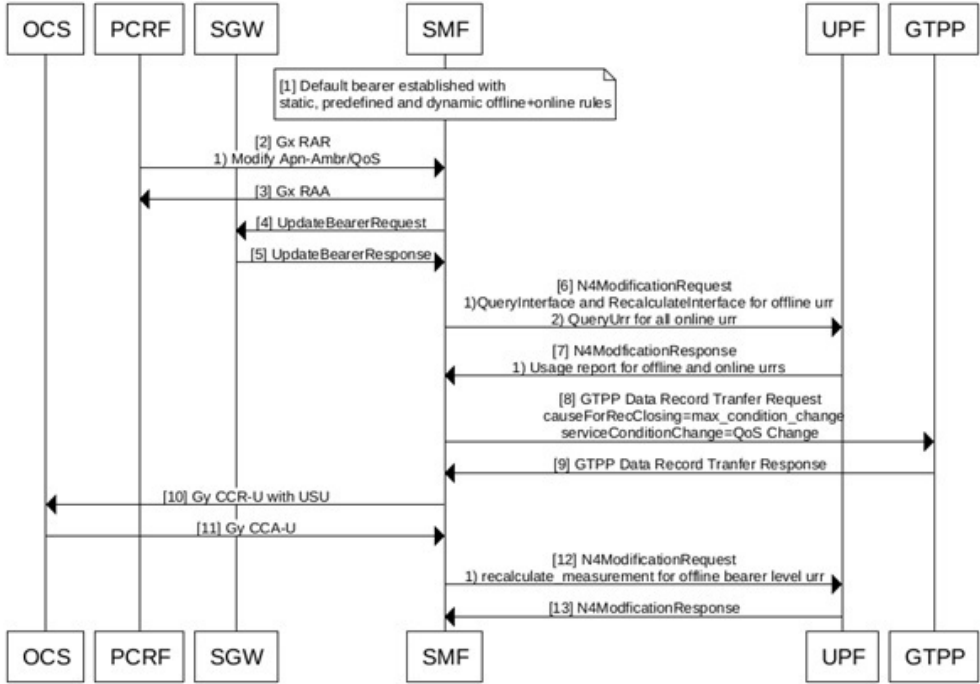 OCS PCRF SGW SMF UPF GTPP
[1] Default bearer established with
static, predefined and dynamic offline+online rules
[2] Gx RAR
1) Modify Apn-Ambr/QoS
[3] Gx RAA
[4] UpdateBearerRequest
[5] UpdateBearerResponse
[6] N4ModificationRequest
1)QueryInterface and RecalculateInterface for offline urr
2) QueryUrr for all online urr
[7] N4ModficationResponse
1) Usage report for offline and online urrs
[8] GTPP Data Record Tranfer Request
causeForRecClosing=max_condition_change
serviceConditionChange=QoS Change
[9] GTPP Data Record Tranfer Response
[10] Gy CCR-U with USU
[11] Gy CCA-U
[12] N4ModificationRequest
1) recalculate measurement for offline bearer level urr
[13] N4ModficationResponse
OCS PCRF SGW SMF UPF GTPP